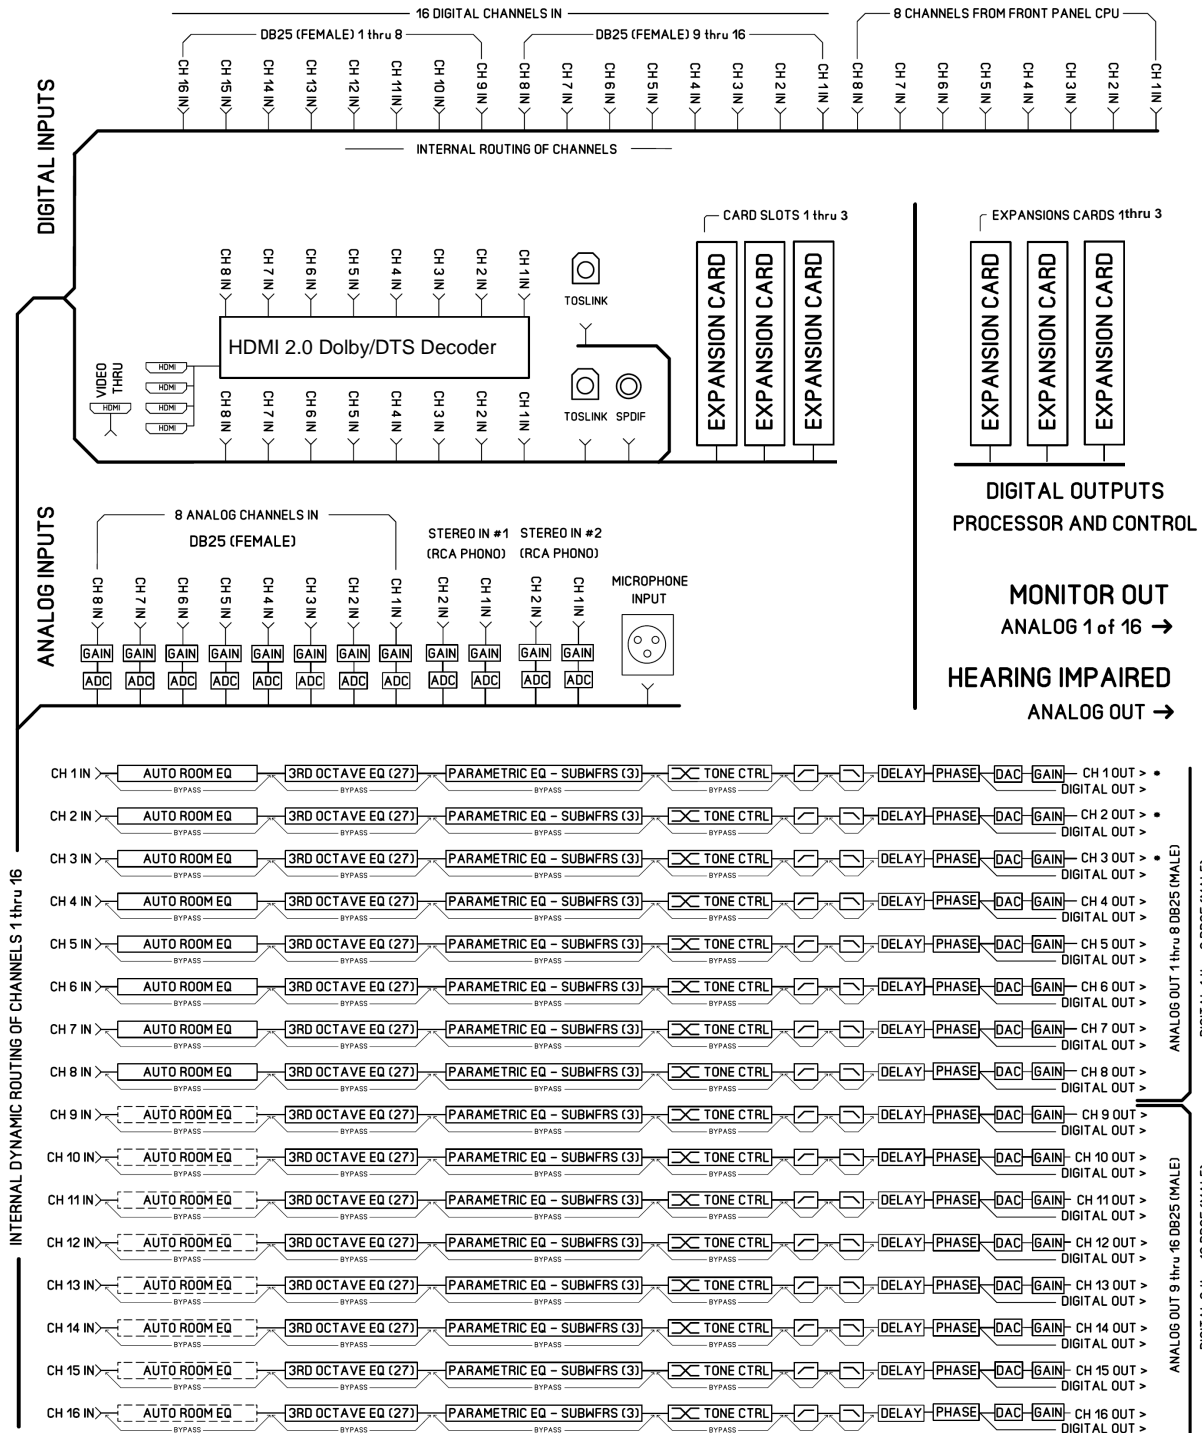 16 DIGITAL CHANNELS IN
8 CHANNELS FROM FRONT PANEL CPU
DB25 (FEMALE) 1 thru 8
DB25 (FEMALE) 9 thru 16
CH 16 IN
CH 15 IN
CH 14 IN
CH 13 IN
CH 12 IN
CH 11 IN
CH 10 IN
CH 9 IN
CH 8 IN
CH 7 IN
CH 6 IN
CH 5 IN
CH 4 IN
CH 3 IN
CH 2 IN
CH 1 IN
CH 8 IN
CH 7 IN
CH 6 IN
CH 5 IN
CH 4 IN
CH 3 IN
CH 2 IN
CH 1 IN
DIGITAL INPUTS
INTERNAL ROUTING OF CHANNELS
CARD SLOTS 1 thru 3
EXPANSIONS CARDS 1thru 3
CH 8 IN
CH 7 IN
CH 6 IN
CH 5 IN
CH 4 IN
CH 3 IN
CH 2 IN
CH 1 IN
TOSLINK
EXPANSION CARD
EXPANSION CARD
EXPANSION CARD
EXPANSION CARD
EXPANSION CARD
EXPANSION CARD
HDMI 2.0 Dolby/DTS Decoder
VIDEO THRU
HDMI
HDMI
HDMI
HDMI
HDMI
CH 8 IN
CH 7 IN
CH 6 IN
CH 5 IN
CH 4 IN
CH 3 IN
CH 2 IN
CH 1 IN
TOSLINK
SPDIF
DIGITAL OUTPUTS
PROCESSOR AND CONTROL
ANALOG INPUTS
8 ANALOG CHANNELS IN
DB25 (FEMALE)
STEREO IN #1
(RCA PHONO)
STEREO IN #2
(RCA PHONO)
MICROPHONE
INPUT
CH 8 IN
CH 7 IN
CH 6 IN
CH 5 IN
CH 4 IN
CH 3 IN
CH 2 IN
CH 1 IN
CH 2 IN
CH 1 IN
CH 2 IN
CH 1 IN
GAIN GAIN GAIN GAIN GAIN GAIN GAIN GAIN GAIN GAIN GAIN GAIN
ADC ADC ADC ADC ADC ADC ADC ADC ADC ADC ADC ADC
MONITOR OUT
ANALOG 1 of 16 →
HEARING IMPAIRED
ANALOG OUT →
INTERNAL DYNAMIC ROUTING OF CHANNELS 1 thru 16
CH 1 IN AUTO ROOM EQ 3RD OCTAVE EQ (27) PARAMETRIC EQ - SUBWFRS (3) TONE CTRL DELAY PHASE DAC GAIN CH 1 OUT > •
BYPASS BYPASS BYPASS BYPASS DIGITAL OUT >
CH 2 IN AUTO ROOM EQ 3RD OCTAVE EQ (27) PARAMETRIC EQ - SUBWFRS (3) TONE CTRL DELAY PHASE DAC GAIN CH 2 OUT > •
BYPASS BYPASS BYPASS BYPASS DIGITAL OUT >
CH 3 IN AUTO ROOM EQ 3RD OCTAVE EQ (27) PARAMETRIC EQ - SUBWFRS (3) TONE CTRL DELAY PHASE DAC GAIN CH 3 OUT > •
BYPASS BYPASS BYPASS BYPASS DIGITAL OUT >
CH 4 IN AUTO ROOM EQ 3RD OCTAVE EQ (27) PARAMETRIC EQ - SUBWFRS (3) TONE CTRL DELAY PHASE DAC GAIN CH 4 OUT >
BYPASS BYPASS BYPASS BYPASS DIGITAL OUT >
CH 5 IN AUTO ROOM EQ 3RD OCTAVE EQ (27) PARAMETRIC EQ - SUBWFRS (3) TONE CTRL DELAY PHASE DAC GAIN CH 5 OUT >
BYPASS BYPASS BYPASS BYPASS DIGITAL OUT >
CH 6 IN AUTO ROOM EQ 3RD OCTAVE EQ (27) PARAMETRIC EQ - SUBWFRS (3) TONE CTRL DELAY PHASE DAC GAIN CH 6 OUT >
BYPASS BYPASS BYPASS BYPASS DIGITAL OUT >
CH 7 IN AUTO ROOM EQ 3RD OCTAVE EQ (27) PARAMETRIC EQ - SUBWFRS (3) TONE CTRL DELAY PHASE DAC GAIN CH 7 OUT >
BYPASS BYPASS BYPASS BYPASS DIGITAL OUT >
CH 8 IN AUTO ROOM EQ 3RD OCTAVE EQ (27) PARAMETRIC EQ - SUBWFRS (3) TONE CTRL DELAY PHASE DAC GAIN CH 8 OUT >
BYPASS BYPASS BYPASS BYPASS DIGITAL OUT >
CH 9 IN AUTO ROOM EQ 3RD OCTAVE EQ (27) PARAMETRIC EQ - SUBWFRS (3) TONE CTRL DELAY PHASE DAC GAIN CH 9 OUT >
BYPASS BYPASS BYPASS BYPASS DIGITAL OUT >
CH 10 IN AUTO ROOM EQ 3RD OCTAVE EQ (27) PARAMETRIC EQ - SUBWFRS (3) TONE CTRL DELAY PHASE DAC GAIN CH 10 OUT >
BYPASS BYPASS BYPASS BYPASS DIGITAL OUT >
CH 11 IN AUTO ROOM EQ 3RD OCTAVE EQ (27) PARAMETRIC EQ - SUBWFRS (3) TONE CTRL DELAY PHASE DAC GAIN CH 11 OUT >
BYPASS BYPASS BYPASS BYPASS DIGITAL OUT >
CH 12 IN AUTO ROOM EQ 3RD OCTAVE EQ (27) PARAMETRIC EQ - SUBWFRS (3) TONE CTRL DELAY PHASE DAC GAIN CH 12 OUT >
BYPASS BYPASS BYPASS BYPASS DIGITAL OUT >
CH 13 IN AUTO ROOM EQ 3RD OCTAVE EQ (27) PARAMETRIC EQ - SUBWFRS (3) TONE CTRL DELAY PHASE DAC GAIN CH 13 OUT >
BYPASS BYPASS BYPASS BYPASS DIGITAL OUT >
CH 14 IN AUTO ROOM EQ 3RD OCTAVE EQ (27) PARAMETRIC EQ - SUBWFRS (3) TONE CTRL DELAY PHASE DAC GAIN CH 14 OUT >
BYPASS BYPASS BYPASS BYPASS DIGITAL OUT >
CH 15 IN AUTO ROOM EQ 3RD OCTAVE EQ (27) PARAMETRIC EQ - SUBWFRS (3) TONE CTRL DELAY PHASE DAC GAIN CH 15 OUT >
BYPASS BYPASS BYPASS BYPASS DIGITAL OUT >
CH 16 IN AUTO ROOM EQ 3RD OCTAVE EQ (27) PARAMETRIC EQ - SUBWFRS (3) TONE CTRL DELAY PHASE DAC GAIN CH 16 OUT >
BYPASS BYPASS BYPASS BYPASS DIGITAL OUT >
ANALOG OUT 1 thru 8 DB25 (MALE)
ANALOG OUT 9 thru 16 DB25 (MALE)